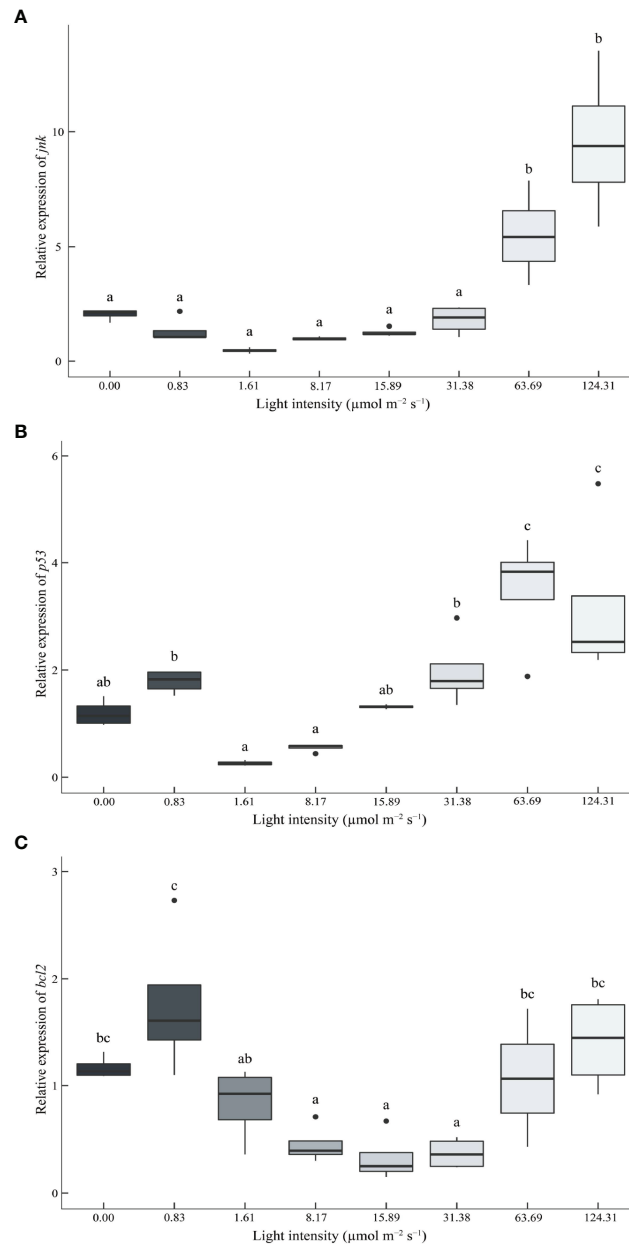 A
Relative expression of jnk
10
5
0
a a a a a a b b
0.00 0.83 1.61 8.17 15.89 31.38 63.69 124.31
Light intensity (μmol m⁻² s⁻¹)
B
Relative expression of p53
6
4
2
0
ab b a a ab b c c
0.00 0.83 1.61 8.17 15.89 31.38 63.69 124.31
Light intensity (μmol m⁻² s⁻¹)
C
Relative expression of bcl2
3
2
1
0
bc c ab a a a bc bc
0.00 0.83 1.61 8.17 15.89 31.38 63.69 124.31
Light intensity (μmol m⁻² s⁻¹)